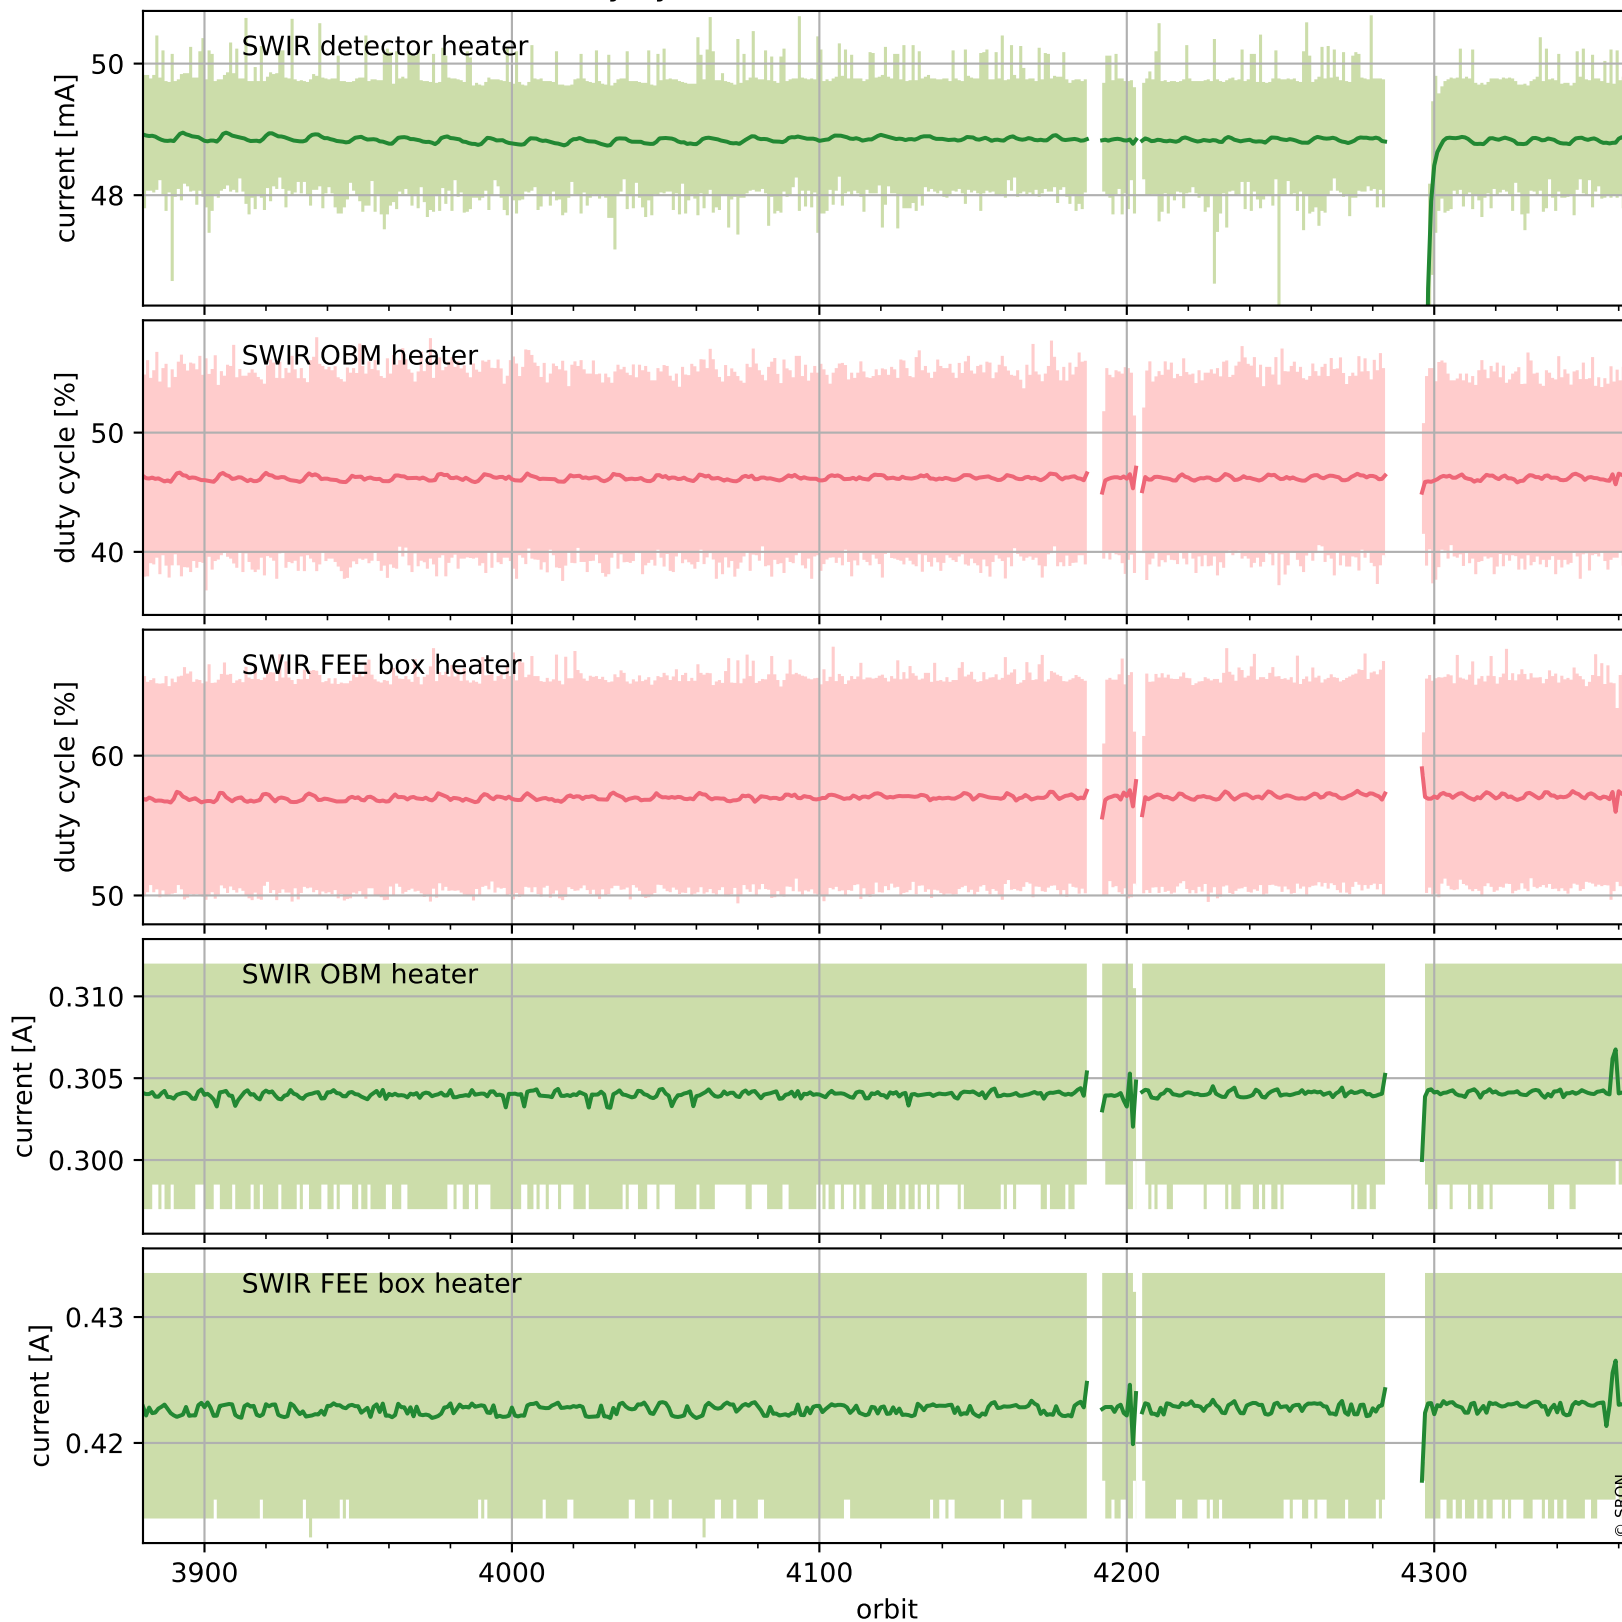 SWIR detector heater
current [mA]
50
48
SWIR OBM heater
duty cycle [%]
50
40
SWIR FEE box heater
duty cycle [%]
60
50
SWIR OBM heater
current [A]
0.310
0.305
0.300
SWIR FEE box heater
current [A]
0.43
0.42
© SRON
3900 4000 4100 4200 4300
orbit